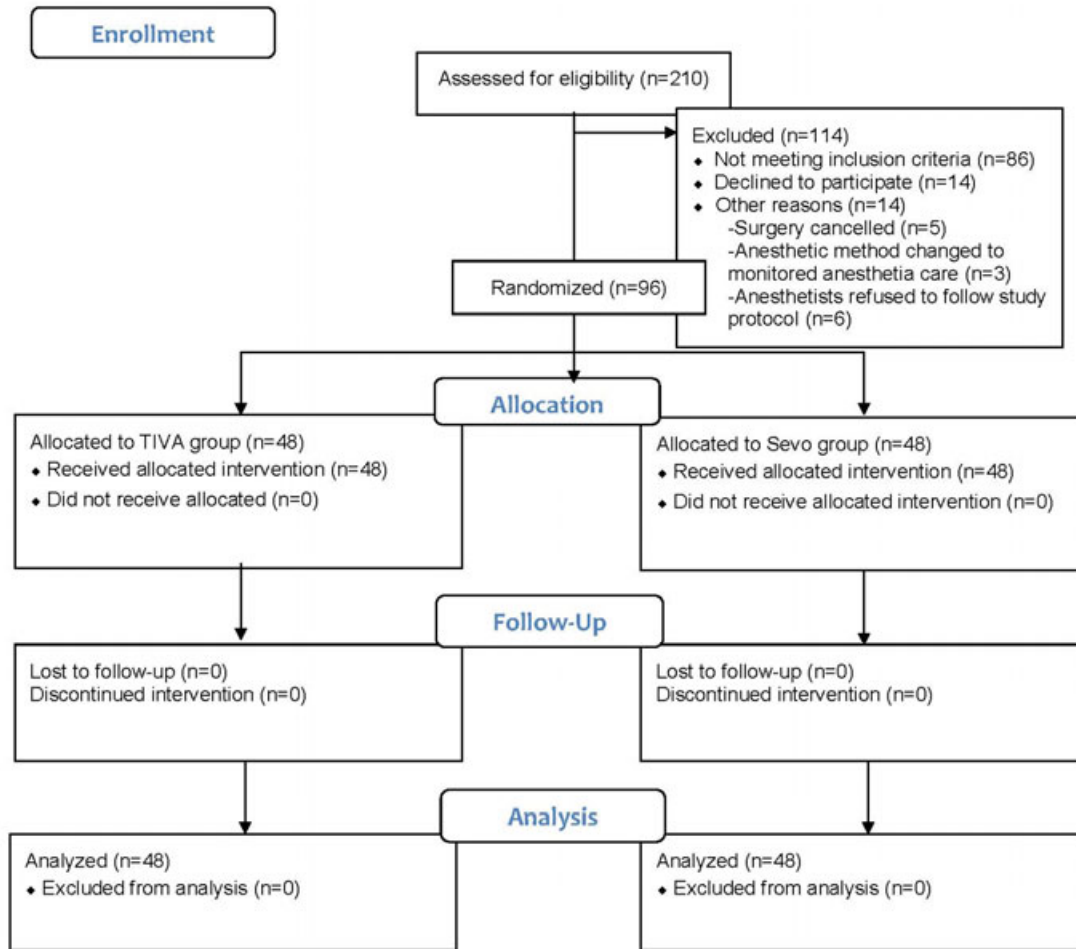 Enrollment
Assessed for eligibility (n=210)
Excluded (n=114)
◆ Not meeting inclusion criteria (n=86)
◆ Declined to participate (n=14)
◆ Other reasons (n=14)
-Surgery cancelled (n=5)
-Anesthetic method changed to
monitored anesthetia care (n=3)
-Anesthetists refused to follow study
protocol (n=6)
Randomized (n=96)
Allocation
Allocated to TIVA group (n=48)
◆ Received allocated intervention (n=48)
◆ Did not receive allocated (n=0)
Allocated to Sevo group (n=48)
◆ Received allocated intervention (n=48)
◆ Did not receive allocated intervention (n=0)
Follow-Up
Lost to follow-up (n=0)
Discontinued intervention (n=0)
Lost to follow-up (n=0)
Discontinued intervention (n=0)
Analysis
Analyzed (n=48)
◆ Excluded from analysis (n=0)
Analyzed (n=48)
◆ Excluded from analysis (n=0)